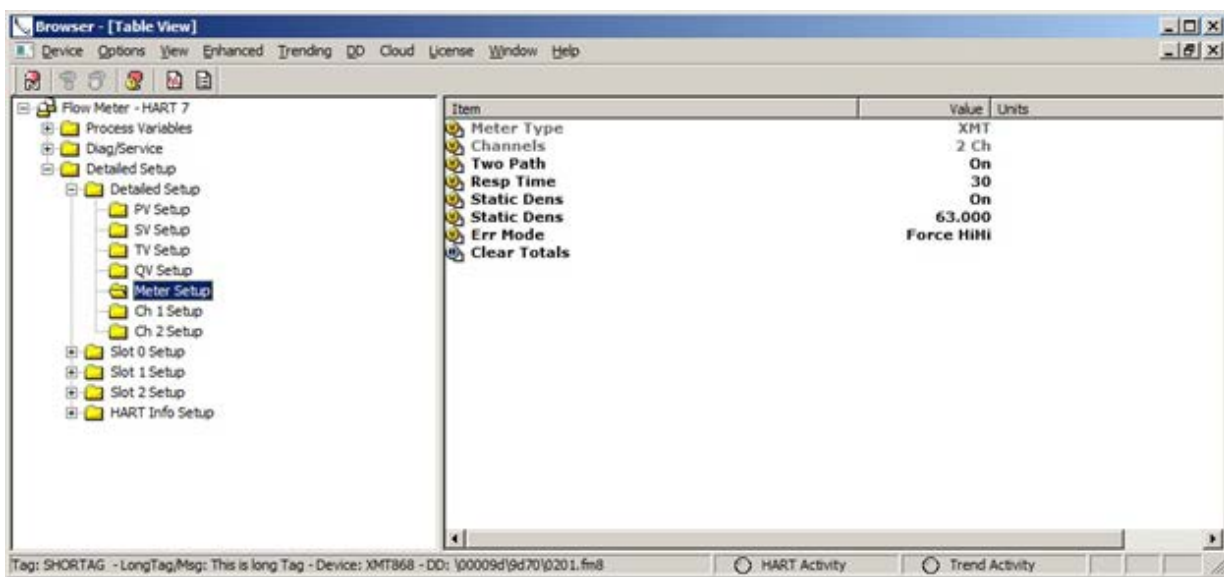 Browser - [Table View]
Device Options View Enhanced Trending DD Cloud License Window Help
Flow Meter - HART 7
Process Variables
Diag/Service
Detailed Setup
Detailed Setup
PV Setup
SV Setup
TV Setup
QV Setup
Meter Setup
Ch 1 Setup
Ch 2 Setup
Slot 0 Setup
Slot 1 Setup
Slot 2 Setup
HART Info Setup
Item Value Units
Meter Type XMT
Channels 2 Ch
Two Path On
Resp Time 30
Static Dens On
Static Dens 63.000
Err Mode Force HiHi
Clear Totals
Tag: SHORTAG - LongTag/Msg: This is long Tag - Device: XMT868 - DD: \00009d\9d70\0201.fm8 HART Activity Trend Activity